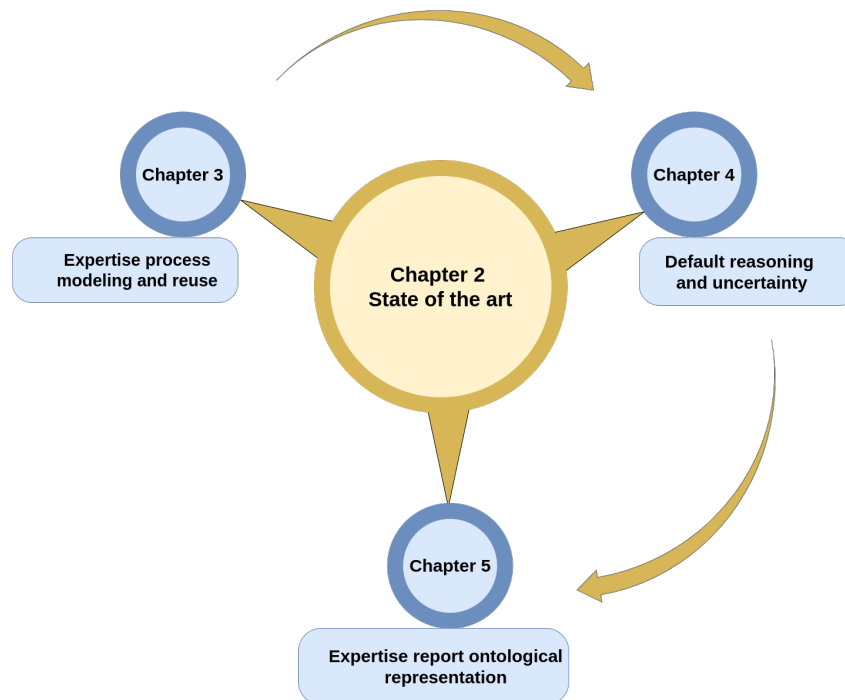 Chapter 3
Expertise process
modeling and reuse
Chapter 4
Default reasoning
and uncertainty
Chapter 2
State of the art
Chapter 5
Expertise report ontological
representation